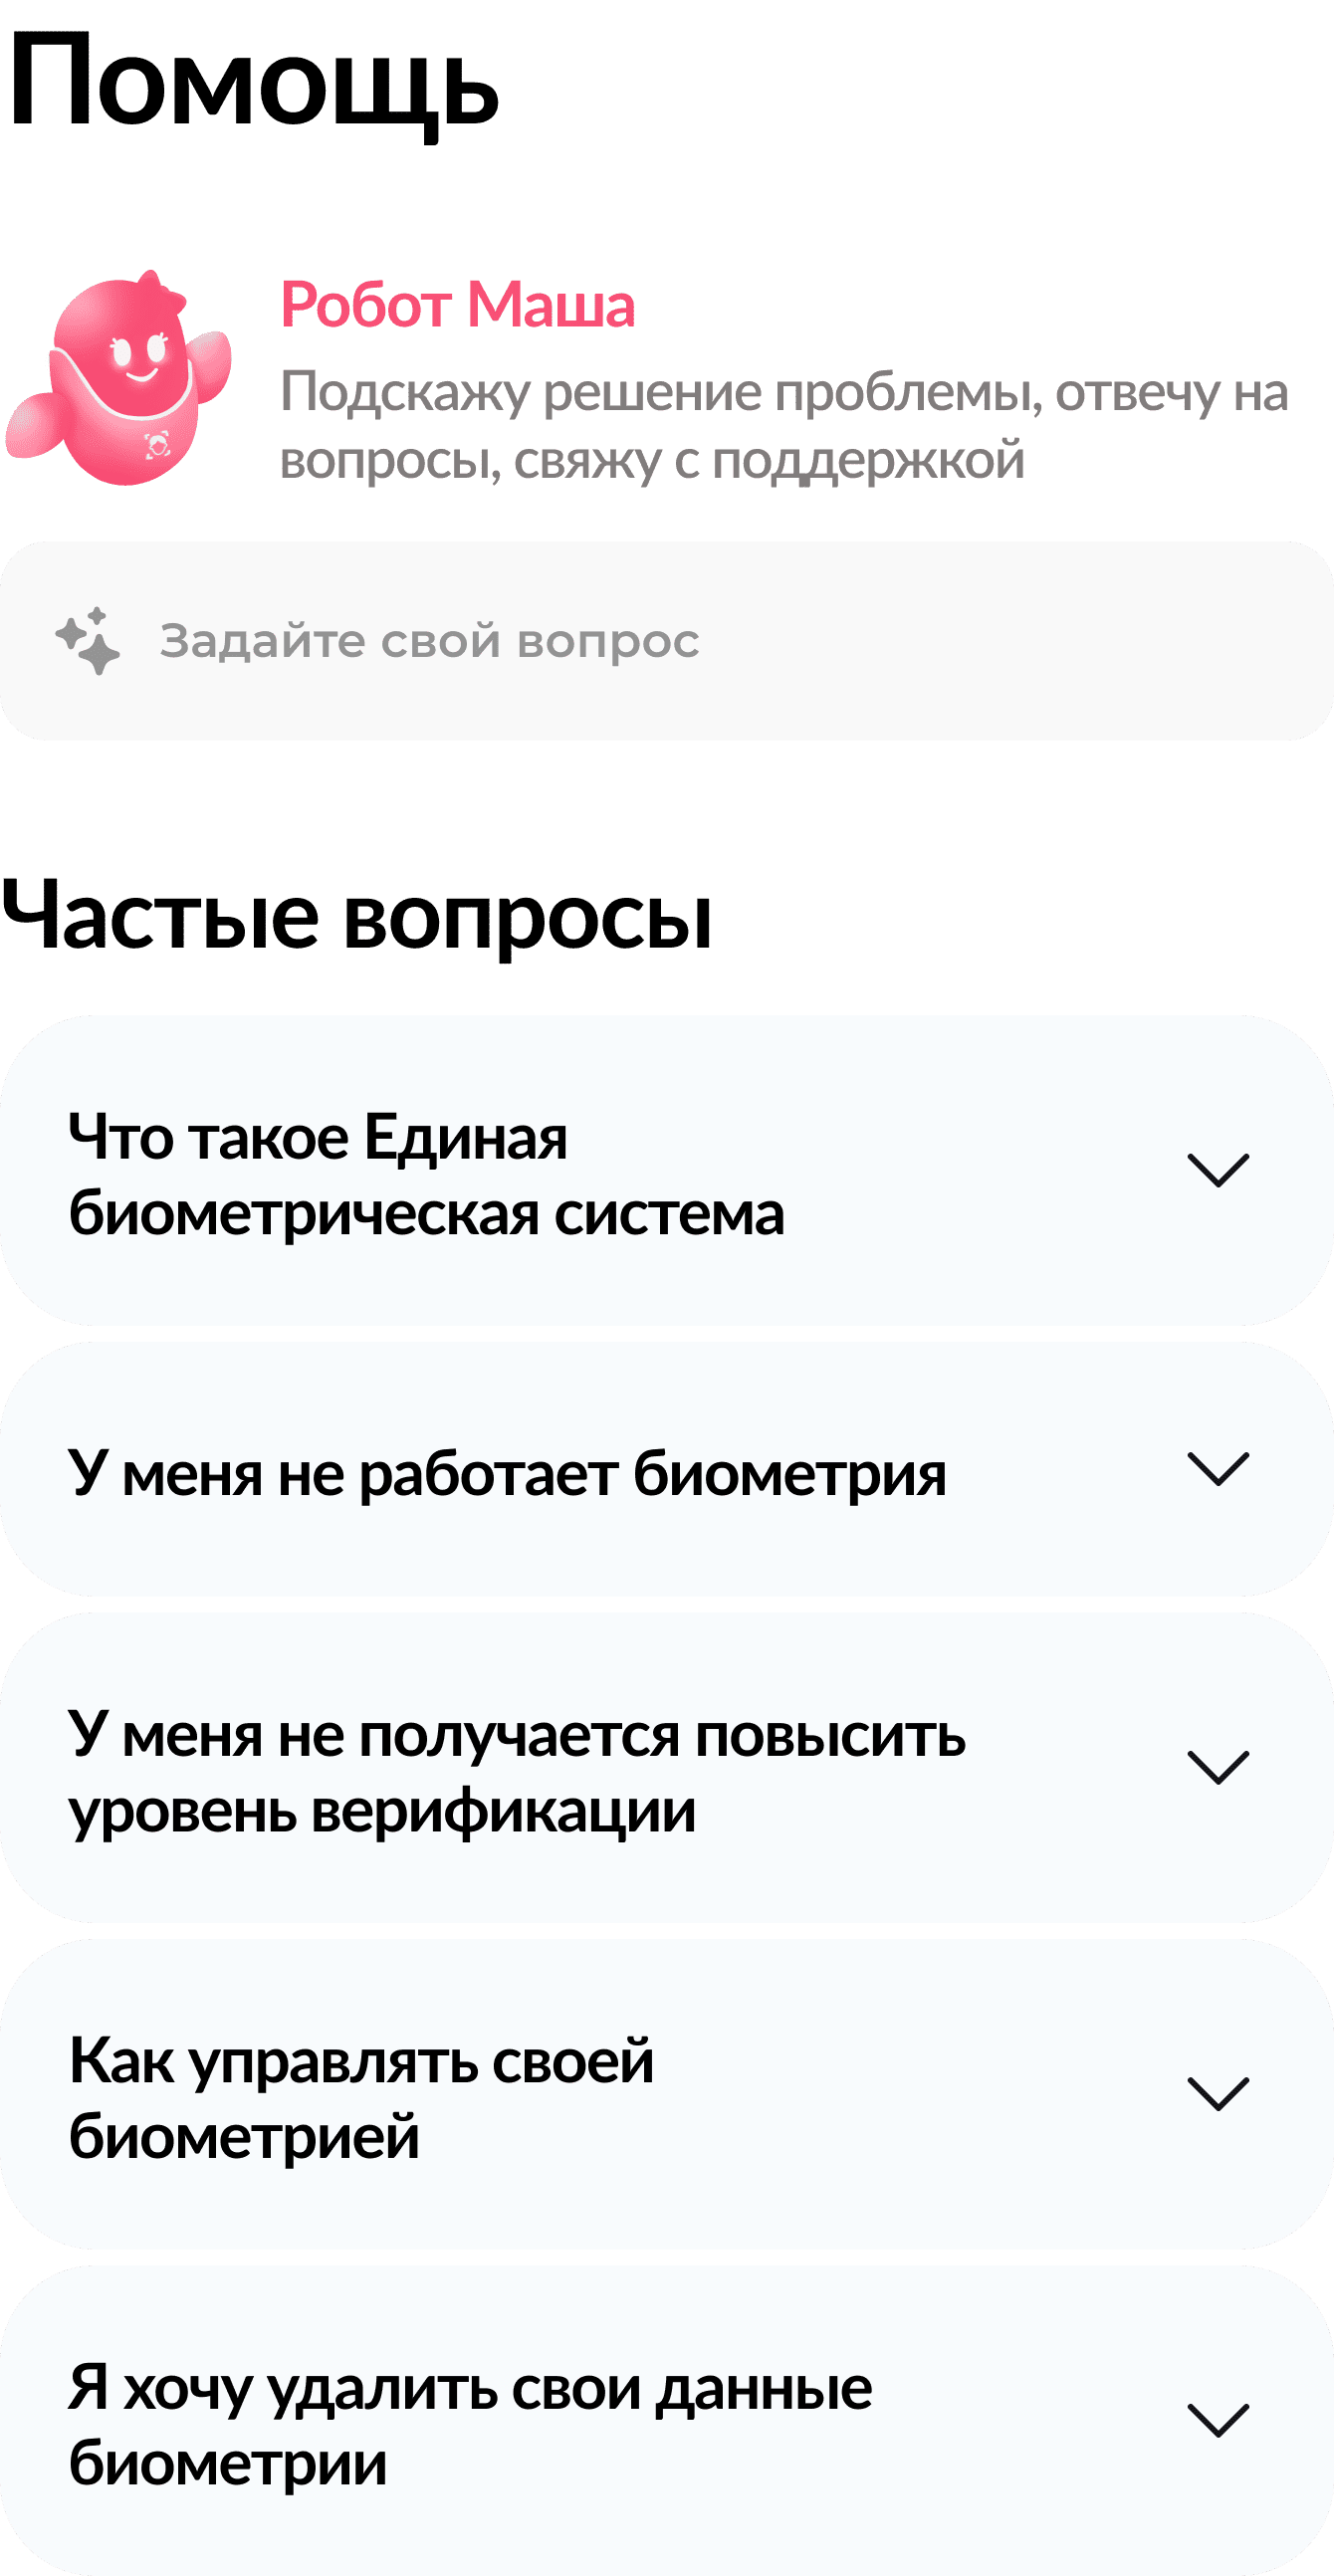 Помощь
Робот Маша
Подскажу решение проблемы, отвечу на
вопросы, свяжу с поддержкой
Задайте свой вопрос
Частые вопросы
Что такое Единая
биометрическая система
У меня не работает биометрия
У меня не получается повысить
уровень верификации
Как управлять своей
биометрией
Я хочу удалить свои данные
биометрии